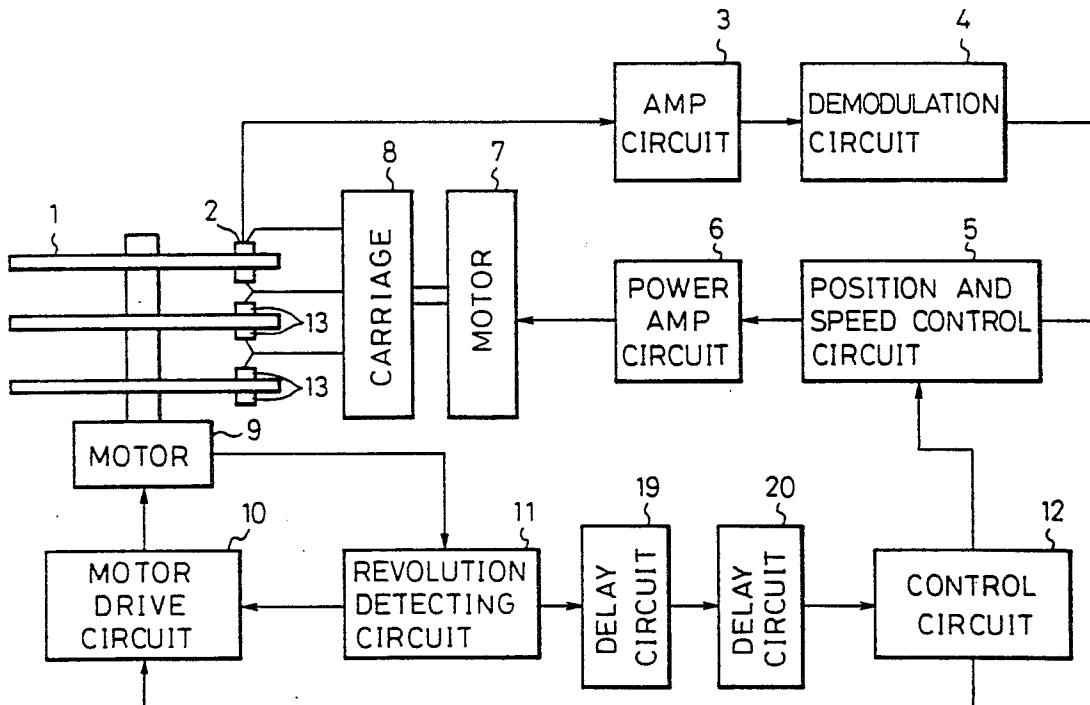 3
4
AMP
CIRCUIT
DEMODULATION
CIRCUIT
8
7
1
2
CARRIAGE
MOTOR
6
5
POWER
AMP
CIRCUIT
POSITION AND
SPEED CONTROL
CIRCUIT
13
13
9
MOTOR
10
11
19
20
12
MOTOR
DRIVE
CIRCUIT
REVOLUTION
DETECTING
CIRCUIT
DELAY
CIRCUIT
DELAY
CIRCUIT
CONTROL
CIRCUIT